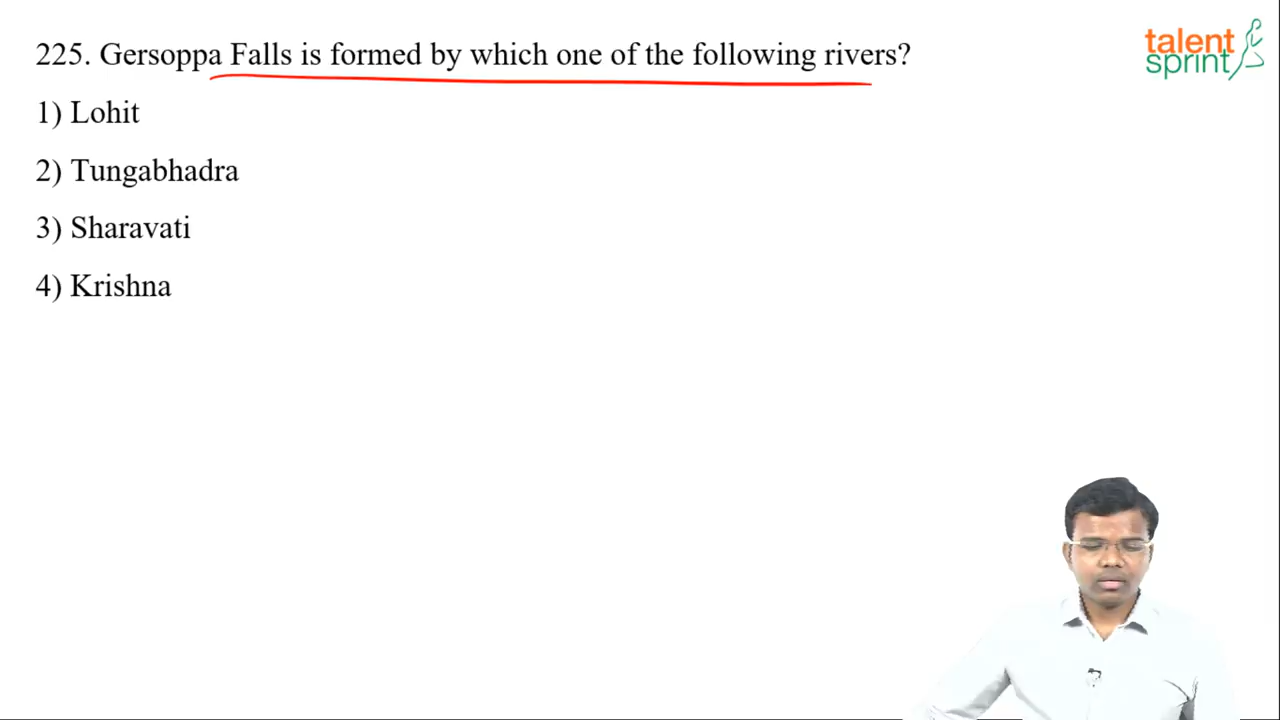 225. Gersoppa Falls is formed by which one of the following rivers?
talent
sprint
1) Lohit
2) Tungabhadra
3) Sharavati
4) Krishna